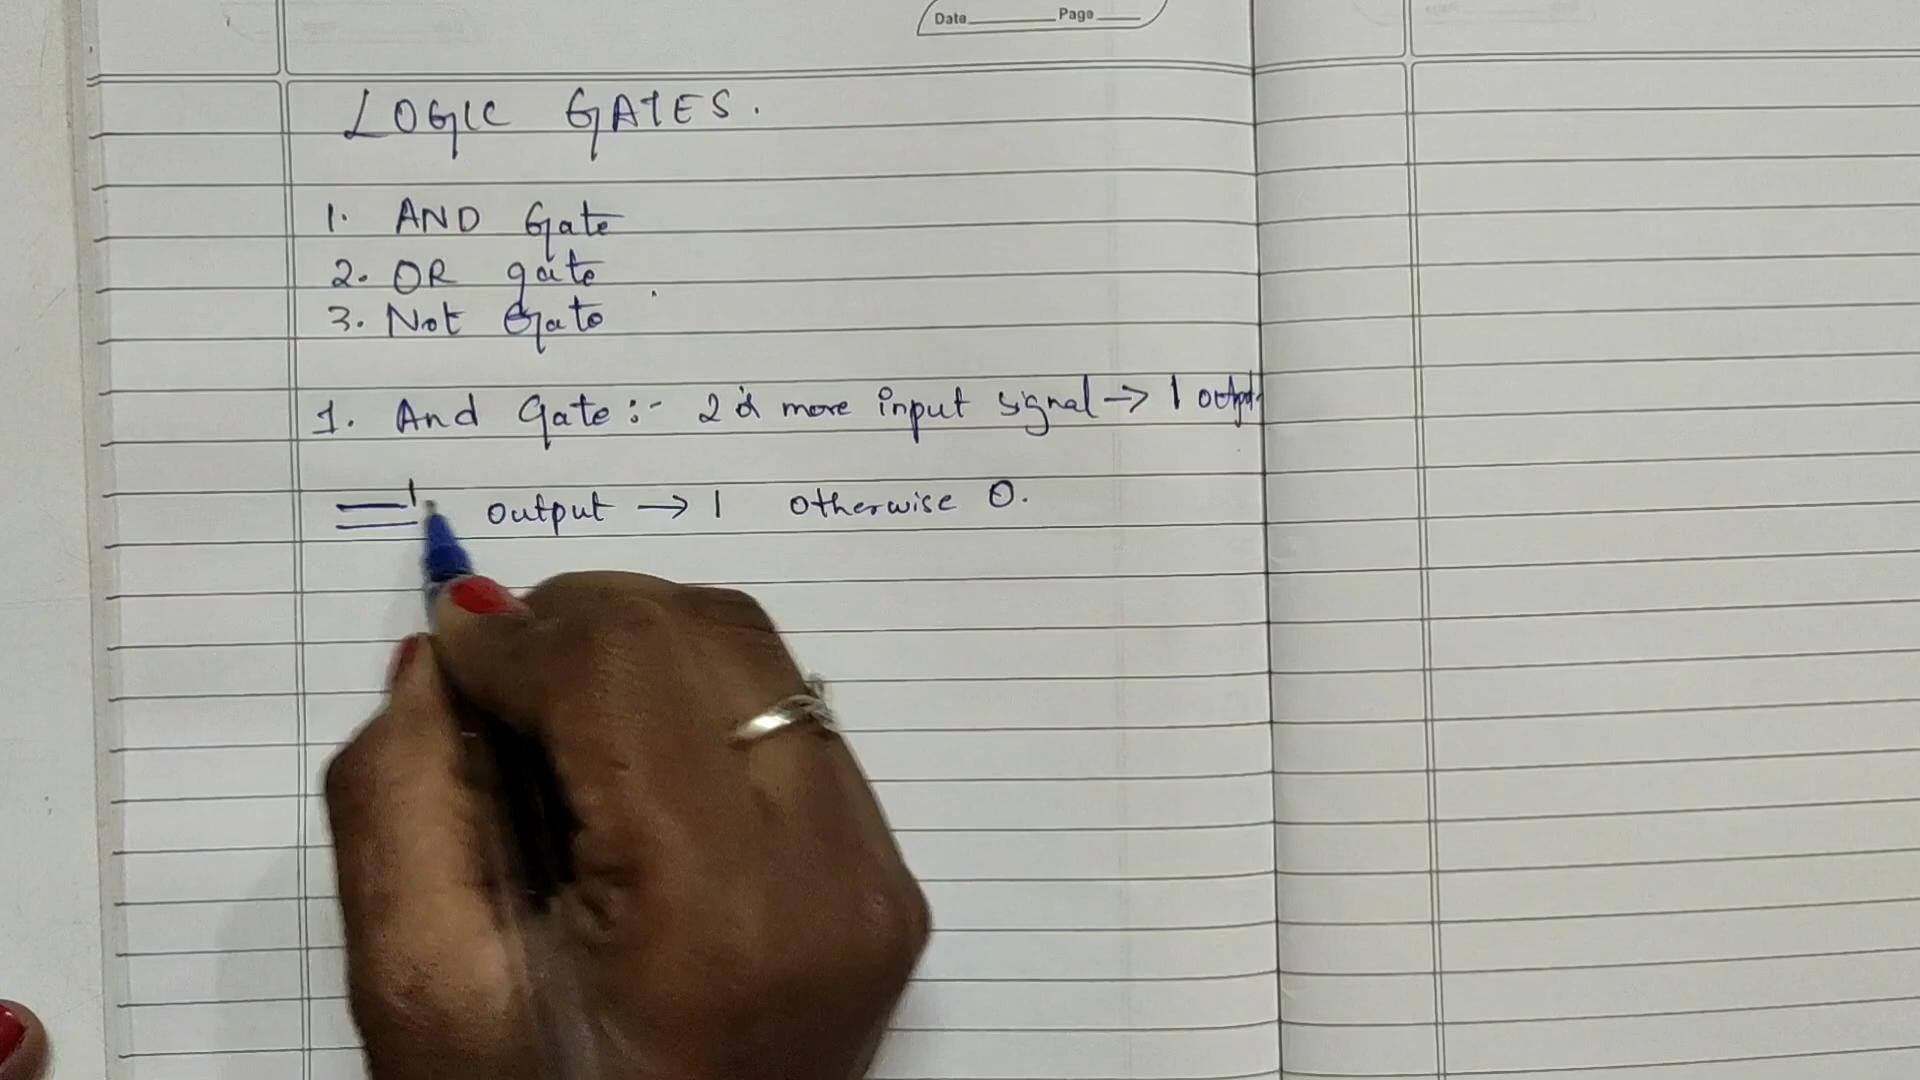 Date Page
LOGIC GATES.
1. AND Gate
2. OR gate
3. Not Gate
1. And Gate :- 2 or more input signal → 1 output
output → 1 otherwise 0.